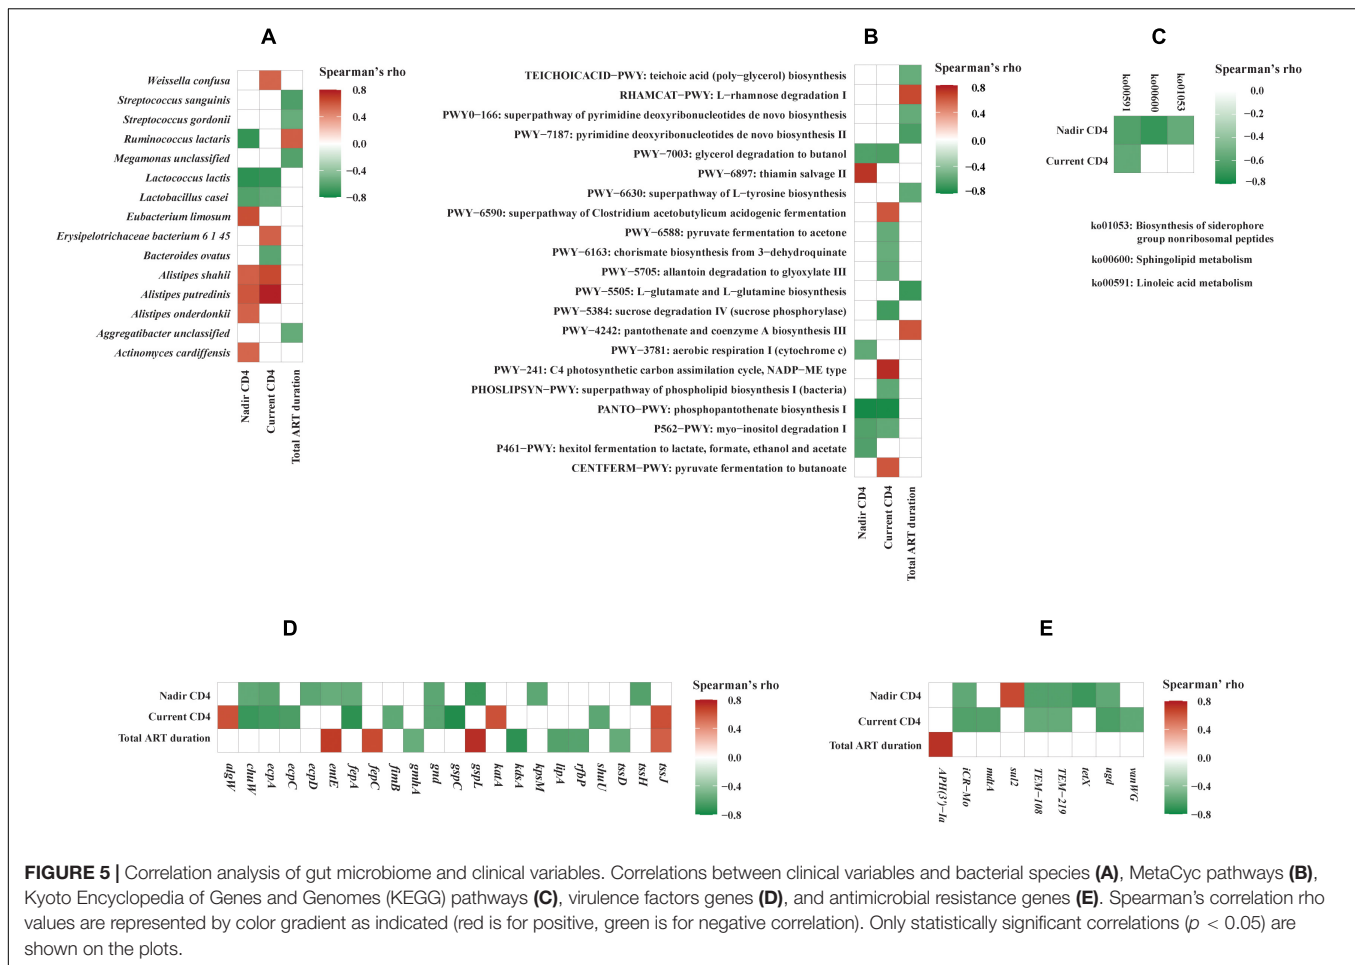 A
Spearman's rho
0.8
0.4
0.0
−0.4
−0.8
Weissella confusa
Streptococcus sanguinis
Streptococcus gordonii
Ruminococcus lactaris
Megamonas unclassified
Lactococcus lactis
Lactobacillus casei
Eubacterium limosum
Erysipelotrichaceae bacterium 6 1 45
Bacteroides ovatus
Alistipes shahii
Alistipes putredinis
Alistipes onderdonkii
Aggregatibacter unclassified
Actinomyces cardiffensis
Nadir CD4
Current CD4
Total ART duration
B
Spearman's rho
0.8
0.4
0.0
−0.4
−0.8
TEICHOICACID−PWY: teichoic acid (poly−glycerol) biosynthesis
RHAMCAT−PWY: L−rhamnose degradation I
PWY0−166: superpathway of pyrimidine deoxyribonucleotides de novo biosynthesis
PWY−7187: pyrimidine deoxyribonucleotides de novo biosynthesis II
PWY−7003: glycerol degradation to butanol
PWY−6897: thiamin salvage II
PWY−6630: superpathway of L−tyrosine biosynthesis
PWY−6590: superpathway of Clostridium acetobutylicum acidogenic fermentation
PWY−6588: pyruvate fermentation to acetone
PWY−6163: chorismate biosynthesis from 3−dehydroquinate
PWY−5705: allantoin degradation to glyoxylate III
PWY−5505: L−glutamate and L−glutamine biosynthesis
PWY−5384: sucrose degradation IV (sucrose phosphorylase)
PWY−4242: pantothenate and coenzyme A biosynthesis III
PWY−3781: aerobic respiration I (cytochrome c)
PWY−241: C4 photosynthetic carbon assimilation cycle, NADP−ME type
PHOSLIPSYN−PWY: superpathway of phospholipid biosynthesis I (bacteria)
PANTO−PWY: phosphopantothenate biosynthesis I
P562−PWY: myo−inositol degradation I
P461−PWY: hexitol fermentation to lactate, formate, ethanol and acetate
CENTFERM−PWY: pyruvate fermentation to butanoate
Nadir CD4
Current CD4
Total ART duration
C
ko00591
ko00600
ko01053
Nadir CD4
Current CD4
Spearman's rho
0.0
−0.2
−0.4
−0.6
−0.8
ko01053: Biosynthesis of siderophore
group nonribosomal peptides
ko00600: Sphingolipid metabolism
ko00591: Linoleic acid metabolism
D
Nadir CD4
Current CD4
Total ART duration
algW
chuW
ecpA
ecpC
ecpD
entE
fepA
fepC
fimB
gmhA
gnd
gspC
gspL
katA
kdsA
kpsM
lipA
rfbP
shuU
tssD
tssH
tssJ
Spearman's rho
0.8
0.4
0.0
−0.4
−0.8
E
Nadir CD4
Current CD4
Total ART duration
APH(3')−Ia
iCR−Mo
mdtA
sul2
TEM−108
TEM−219
tetX
ugd
vanWG
Spearman's rho
0.8
0.4
0.0
−0.4
−0.8
FIGURE 5 | Correlation analysis of gut microbiome and clinical variables. Correlations between clinical variables and bacterial species (A), MetaCyc pathways (B),
Kyoto Encyclopedia of Genes and Genomes (KEGG) pathways (C), virulence factors genes (D), and antimicrobial resistance genes (E). Spearman's correlation rho
values are represented by color gradient as indicated (red is for positive, green is for negative correlation). Only statistically significant correlations (p < 0.05) are
shown on the plots.